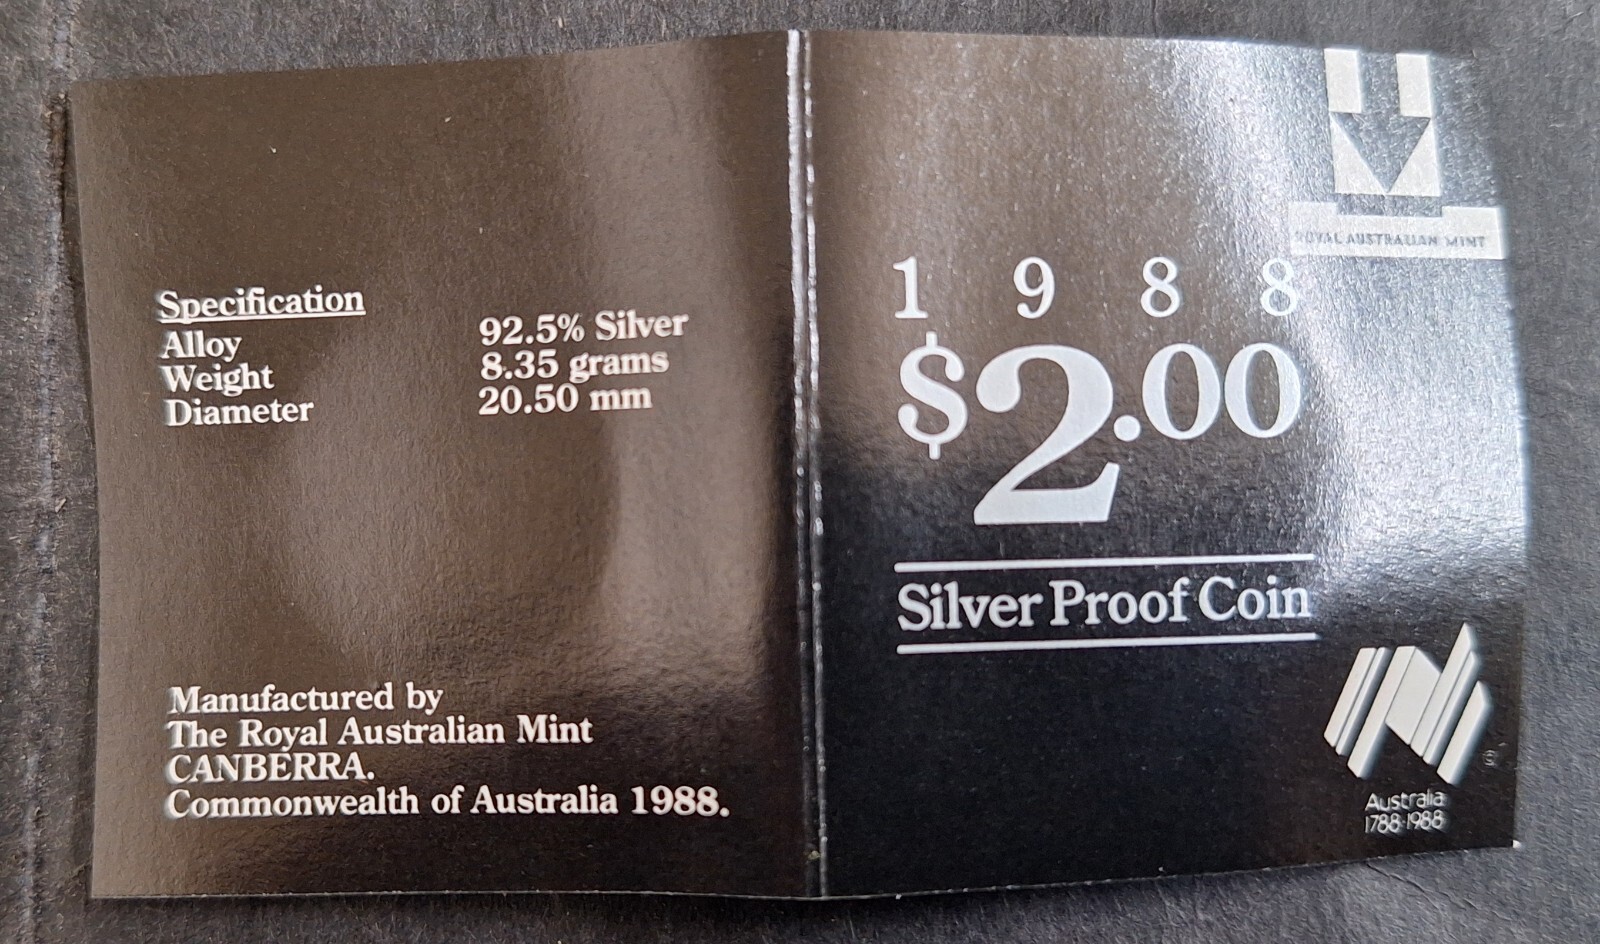 Specification
Alloy 92.5% Silver
Weight 8.35 grams
Diameter 20.50 mm
Manufactured by
The Royal Australian Mint
CANBERRA.
Commonwealth of Australia 1988.
ROYAL AUSTRALIAN MINT
1 9 8 8
$2.00
Silver Proof Coin
Australia
1788-1988